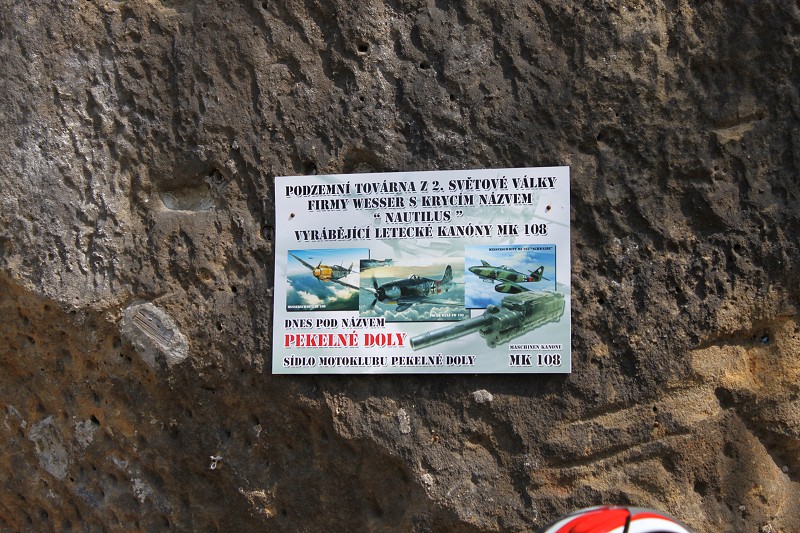 PODZEMNÍ TOVÁRNA Z 2. SVĚTOVÉ VÁLKY
FIRMY WESSER S KRYCÍM NÁZVEM
“ NAUTILUS ”
VYRÁBĚJÍCÍ LETECKÉ KANÓNY MK 108
DNES POD NÁZVEM
PEKELNÉ DOLY
SÍDLO MOTOKLUBU PEKELNÉ DOLY
MASCHINEN KANONE
MK 108